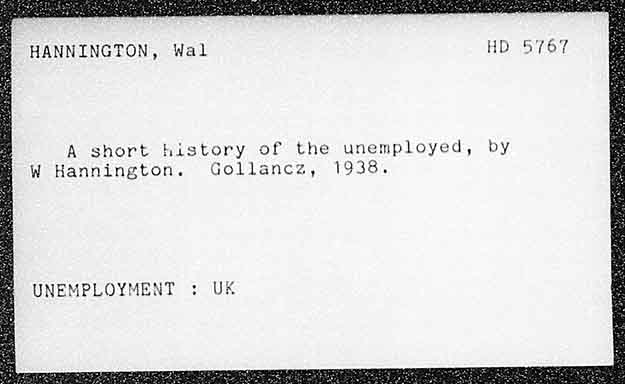 HANNINGTON, Wal HD 5767
A short history of the unemployed, by
W Hannington. Gollancz, 1938.
UNEMPLOYMENT : UK